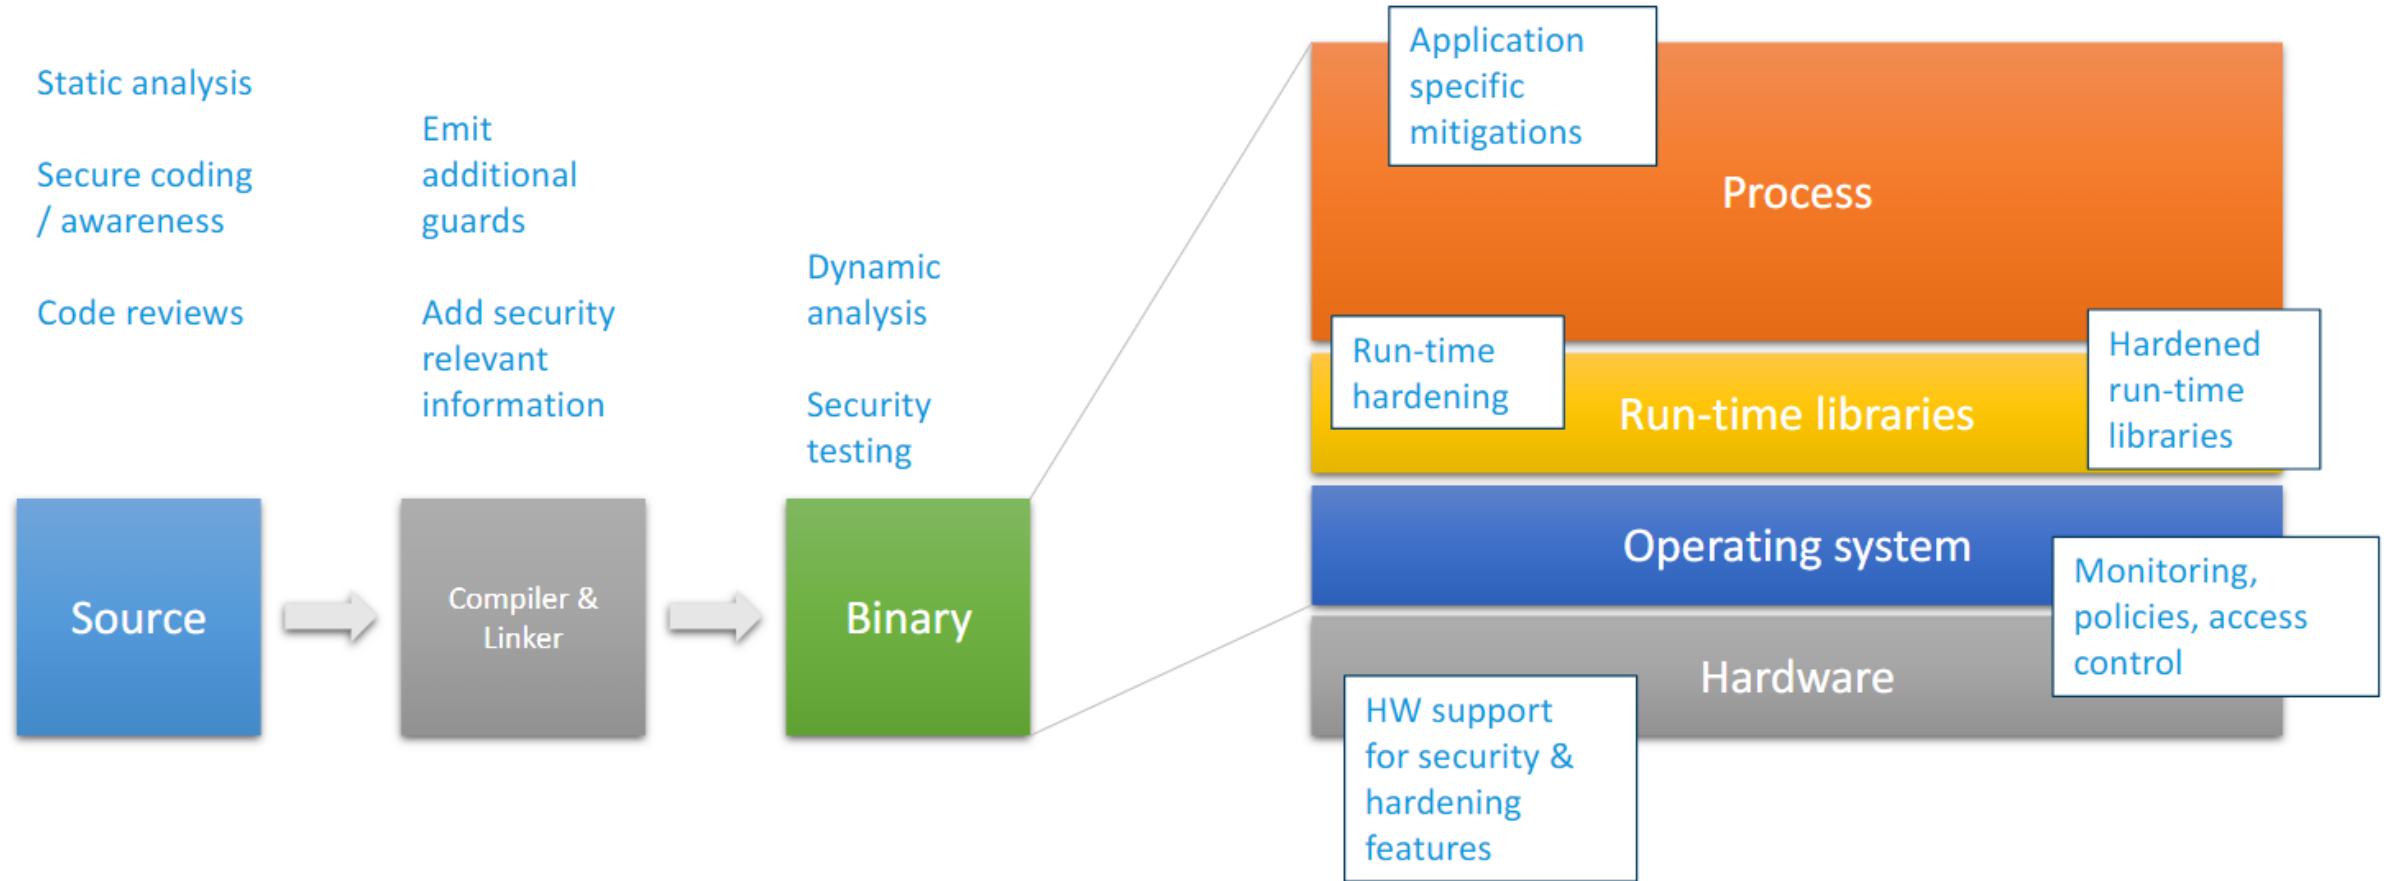 Static analysis
Secure coding
/ awareness
Code reviews
Emit
additional
guards
Add security
relevant
information
Dynamic
analysis
Security
testing
Source
Compiler &
Linker
Binary
Application
specific
mitigations
Process
Run-time
hardening
Run-time libraries
Hardened
run-time
libraries
Operating system
Monitoring,
policies, access
control
Hardware
HW support
for security &
hardening
features